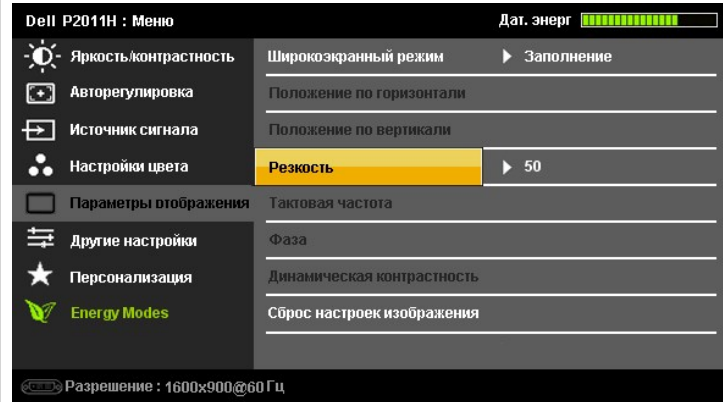 Dell P2011H : Меню Дат. энерг
Яркость/контрастность Широкоэкранный режим Заполнение
Авторегулировка Положение по горизонтали
Источник сигнала Положение по вертикали
Настройки цвета Резкость 50
Параметры отображения Тактовая частота
Другие настройки Фаза
Персонализация Динамическая контрастность
Energy Modes Сброс настроек изображения
Разрешение : 1600x900@60 Гц